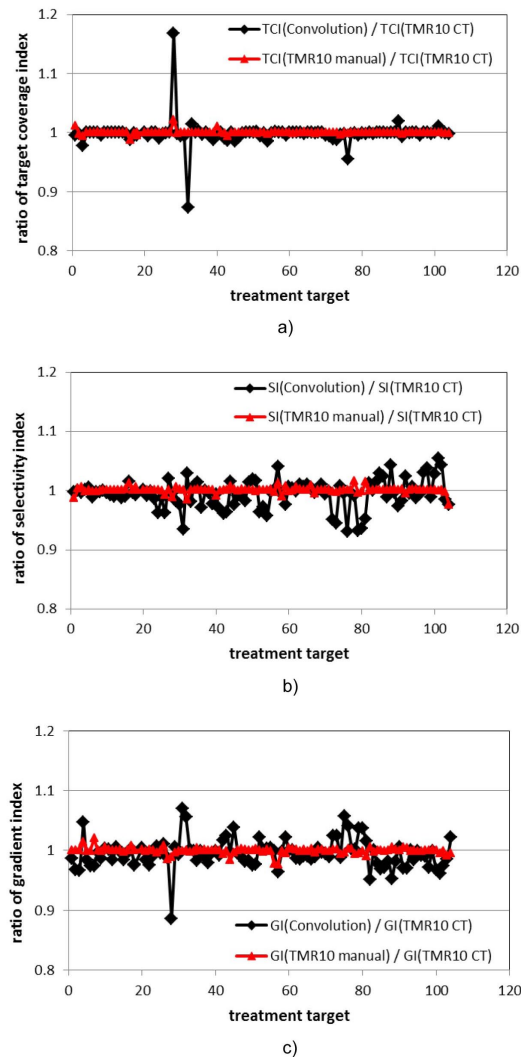 TCI(Convolution) / TCI(TMR10 CT)
TCI(TMR10 manual) / TCI(TMR10 CT)
ratio of target coverage index
1.2
1.1
1
0.9
0.8
0 20 40 60 80 100 120
treatment target
a)
SI(Convolution) / SI(TMR10 CT)
SI(TMR10 manual) / SI(TMR10 CT)
ratio of selectivity index
1.2
1.1
1
0.9
0.8
0 20 40 60 80 100 120
treatment target
b)
ratio of gradient index
1.2
1.1
1
0.9
0.8
GI(Convolution) / GI(TMR10 CT)
GI(TMR10 manual) / GI(TMR10 CT)
0 20 40 60 80 100 120
treatment target
c)